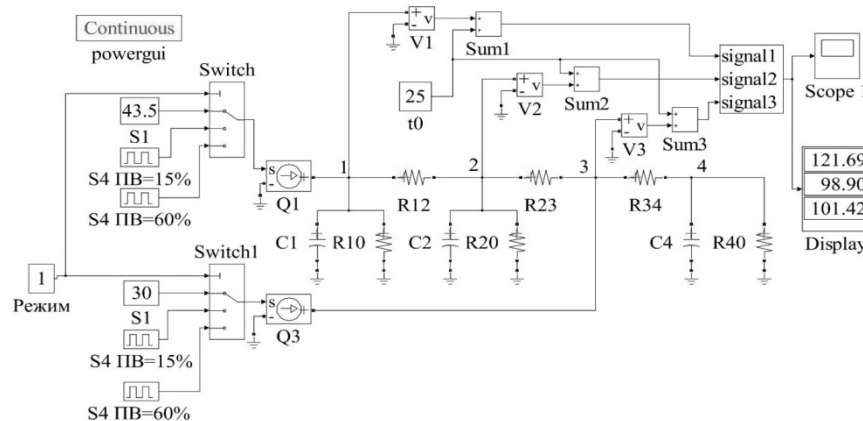 Continuous
powergui
Switch
43.5
S1
S4 ПВ=15%
S4 ПВ=60%
s
-
Q1
1
+
-
v
V1
Sum1
25
t0
2
+
-
v
V2
Sum2
3
+
-
v
V3
Sum3
signal1
signal2
signal3
Scope 1
121.69
98.90
101.42
Display
R12
R23
R34
4
C1
R10
C2
R20
C4
R40
Switch1
1
Режим
30
S1
S4 ПВ=15%
S4 ПВ=60%
s
-
Q3